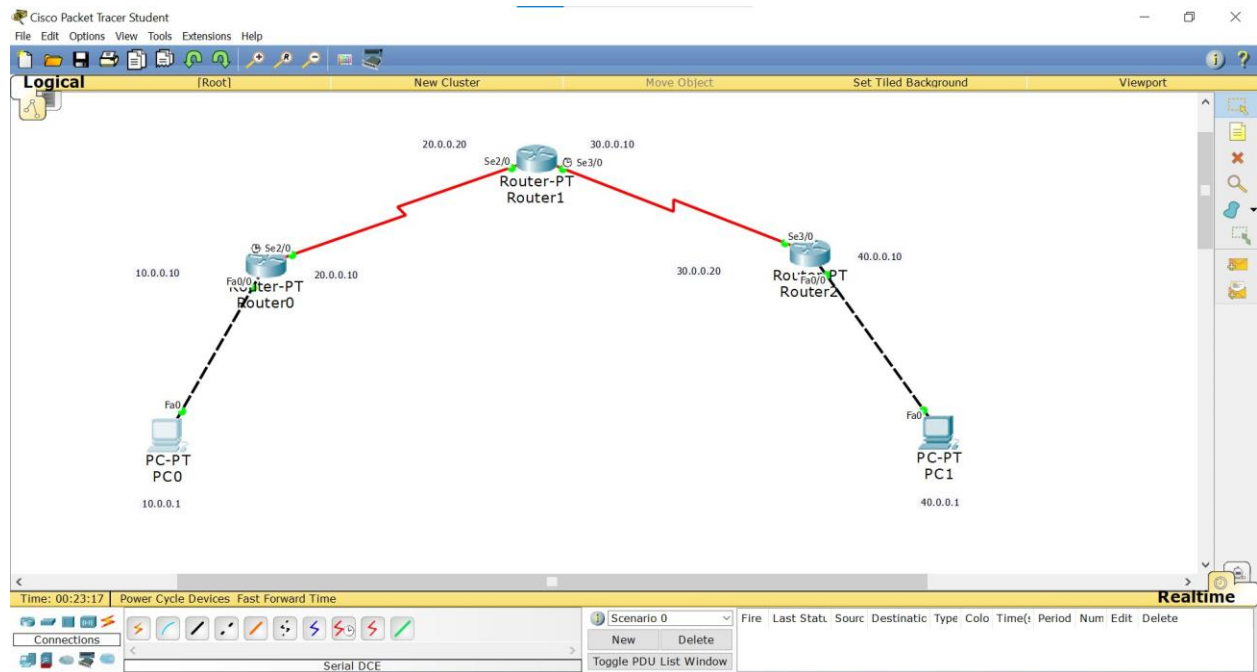 Cisco Packet Tracer Student
File Edit Options View Tools Extensions Help
Logical [Root] New Cluster Move Object Set Tiled Background Viewport
20.0.0.20 30.0.0.10
Se2/0 Se3/0
Router-PT
Router1
Se2/0 Se3/0
10.0.0.10 20.0.0.10 30.0.0.20 40.0.0.10
Fa0/0 Router-PT
Router0
Router-PT
Fa0/0
Router2
Fa0 Fa0
PC-PT PC-PT
PC0 PC1
10.0.0.1 40.0.0.1
Time: 00:23:17 Power Cycle Devices Fast Forward Time Realtime
Scenario 0 Fire Last Statu Sourc Destinatic Type Colo Time(s Period Num Edit Delete
Connections New Delete
Serial DCE Toggle PDU List Window